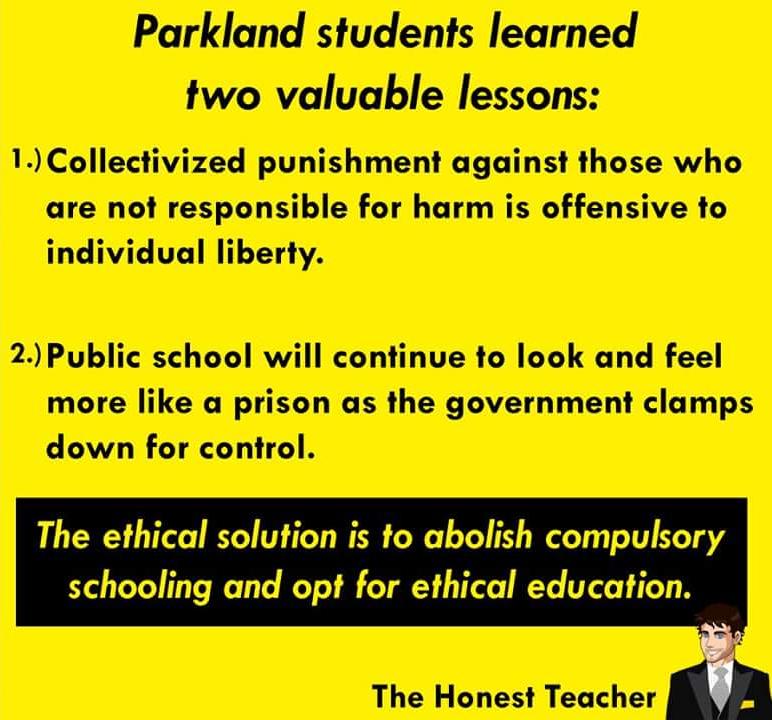 Parkland students learned
two valuable lessons:
1.) Collectivized punishment against those who
are not responsible for harm is offensive to
individual liberty.
2.) Public school will continue to look and feel
more like a prison as the government clamps
down for control.
The ethical solution is to abolish compulsory
schooling and opt for ethical education.
The Honest Teacher